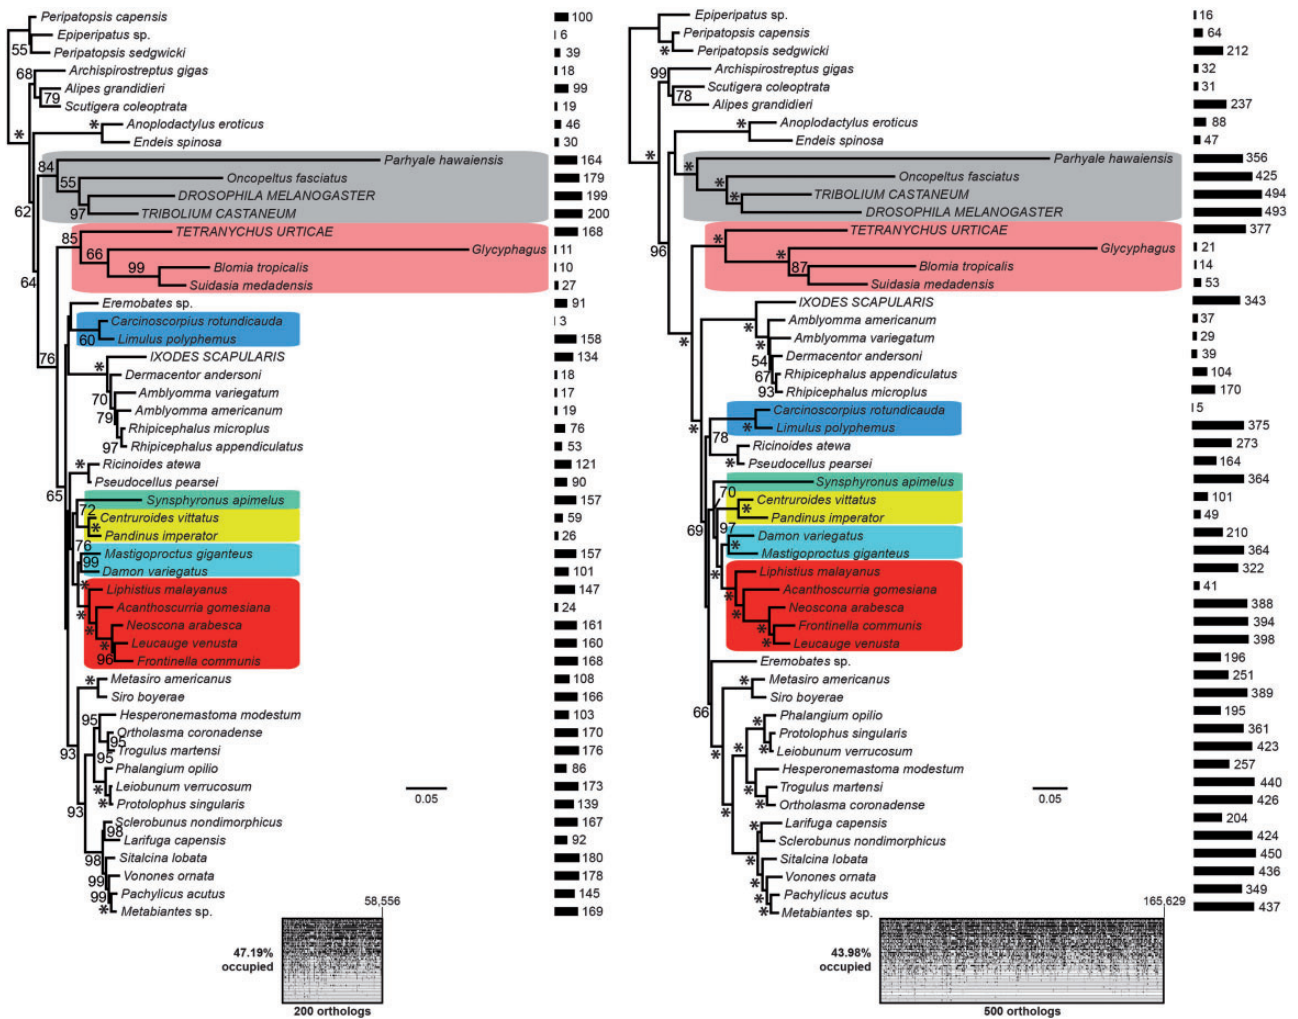 Peripatopsis capensis 100
Epiperipatus sp. 6
55 Peripatopsis sedgwicki 39
68 Archispirostreptus gigas 18
Alipes grandidieri 99
79 Scutigera coleoptrata 19
* Anoplodactylus eroticus 46
* Endeis spinosa 30
84 Parhyale hawaiensis 164
55 Oncopeltus fasciatus 179
DROSOPHILA MELANOGASTER 199
62 97 TRIBOLIUM CASTANEUM 200
85 TETRANYCHUS URTICAE 168
66 Glycyphagus 11
99 Blomia tropicalis 10
64 Suidasia medadensis 27
Eremobates sp. 91
Carcinoscorpius rotundicauda 3
60 Limulus polyphemus 158
76 * IXODES SCAPULARIS 134
Dermacentor andersoni 18
70 Amblyomma variegatum 17
79 Amblyomma americanum 19
Rhipicephalus microplus 76
97 Rhipicephalus appendiculatus 53
* Ricinoides atewa 121
65 Pseudocellus pearsei 90
Synsphyronus apimelus 157
72 Centruroides vittatus 59
* Pandinus imperator 26
76 Mastigoproctus giganteus 157
99 Damon variegatus 101
* Liphistius malayanus 147
* Acanthoscurria gomesiana 24
* Neoscona arabesca 161
* Leucauge venusta 160
96 Frontinella communis 168
* Metasiro americanus 108
Siro boyerae 166
95 Hesperonemastoma modestum 103
95 Ortholasma coronadense 170
93 95 Trogulus martensi 176
Phalangium opilio 86
* Leiobunum verrucosum 173
* Protolophus singularis 139
93 Sclerobunus nondimorphicus 167
98 Larifuga capensis 92
98 Sitalcina lobata 180
99 Vonones ornata 178
99 Pachylicus acutus 145
* Metabiantes sp. 169
0.05
58,556
47.19%
occupied
200 orthologs
Epiperipatus sp. 16
Peripatopsis capensis 64
* Peripatopsis sedgwicki 212
99 Archispirostreptus gigas 32
Scutigera coleoptrata 31
78 Alipes grandidieri 237
* Anoplodactylus eroticus 88
Endeis spinosa 47
* * Parhyale hawaiensis 356
* Oncopeltus fasciatus 425
* TRIBOLIUM CASTANEUM 494
DROSOPHILA MELANOGASTER 493
* TETRANYCHUS URTICAE 377
96 * Glycyphagus 21
87 Blomia tropicalis 14
Suidasia medadensis 53
IXODES SCAPULARIS 343
* Amblyomma americanum 37
* * Amblyomma variegatum 29
54 Dermacentor andersoni 39
67 Rhipicephalus appendiculatus 104
93 Rhipicephalus microplus 170
Carcinoscorpius rotundicauda 5
* * Limulus polyphemus 375
78 Ricinoides atewa 273
* Pseudocellus pearsei 164
Synsphyronus apimelus 364
70 Centruroides vittatus 101
* Pandinus imperator 49
69 97 Damon variegatus 210
* * Mastigoproctus giganteus 364
Liphistius malayanus 322
* * Acanthoscurria gomesiana 41
* Neoscona arabesca 388
* Frontinella communis 394
* Leucauge venusta 398
Eremobates sp. 196
* Metasiro americanus 251
66 Siro boyerae 389
* Phalangium opilio 195
* Protolophus singularis 361
* * Leiobunum verrucosum 423
Hesperonemastoma modestum 257
* Trogulus martensi 440
* Ortholasma coronadense 426
* * Larifuga capensis 204
Sclerobunus nondimorphicus 424
* Sitalcina lobata 450
* Vonones ornata 436
* Pachylicus acutus 349
* Metabiantes sp. 437
0.05
165,629
43.98%
occupied
500 orthologs